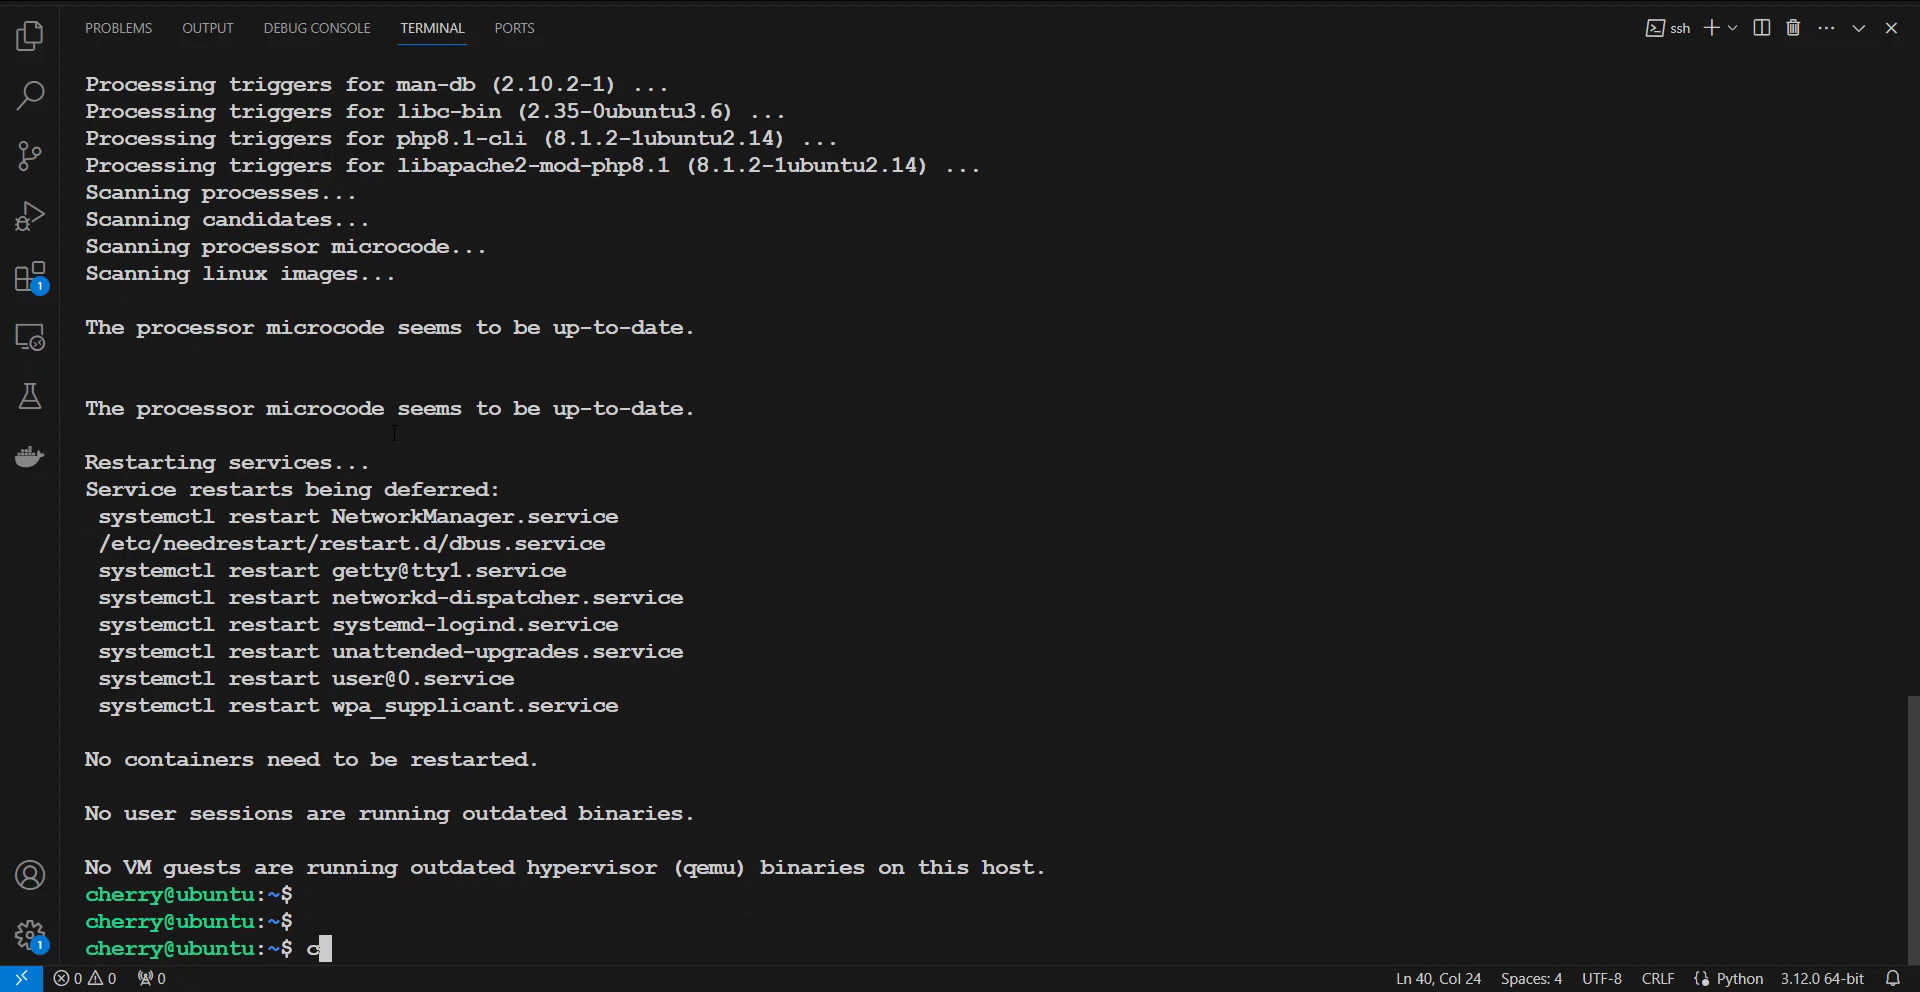 PROBLEMS OUTPUT DEBUG CONSOLE TERMINAL PORTS ssh
Processing triggers for man-db (2.10.2-1) ...
Processing triggers for libc-bin (2.35-0ubuntu3.6) ...
Processing triggers for php8.1-cli (8.1.2-1ubuntu2.14) ...
Processing triggers for libapache2-mod-php8.1 (8.1.2-1ubuntu2.14) ...
Scanning processes...
Scanning candidates...
Scanning processor microcode...
Scanning linux images...
The processor microcode seems to be up-to-date.
The processor microcode seems to be up-to-date.
Restarting services...
Service restarts being deferred:
systemctl restart NetworkManager.service
/etc/needrestart/restart.d/dbus.service
systemctl restart getty@tty1.service
systemctl restart networkd-dispatcher.service
systemctl restart systemd-logind.service
systemctl restart unattended-upgrades.service
systemctl restart user@0.service
systemctl restart wpa_supplicant.service
No containers need to be restarted.
No user sessions are running outdated binaries.
No VM guests are running outdated hypervisor (qemu) binaries on this host.
cherry@ubuntu:~$
cherry@ubuntu:~$
cherry@ubuntu:~$ c
1
1
0 0 0 Ln 40, Col 24 Spaces: 4 UTF-8 CRLF Python 3.12.0 64-bit